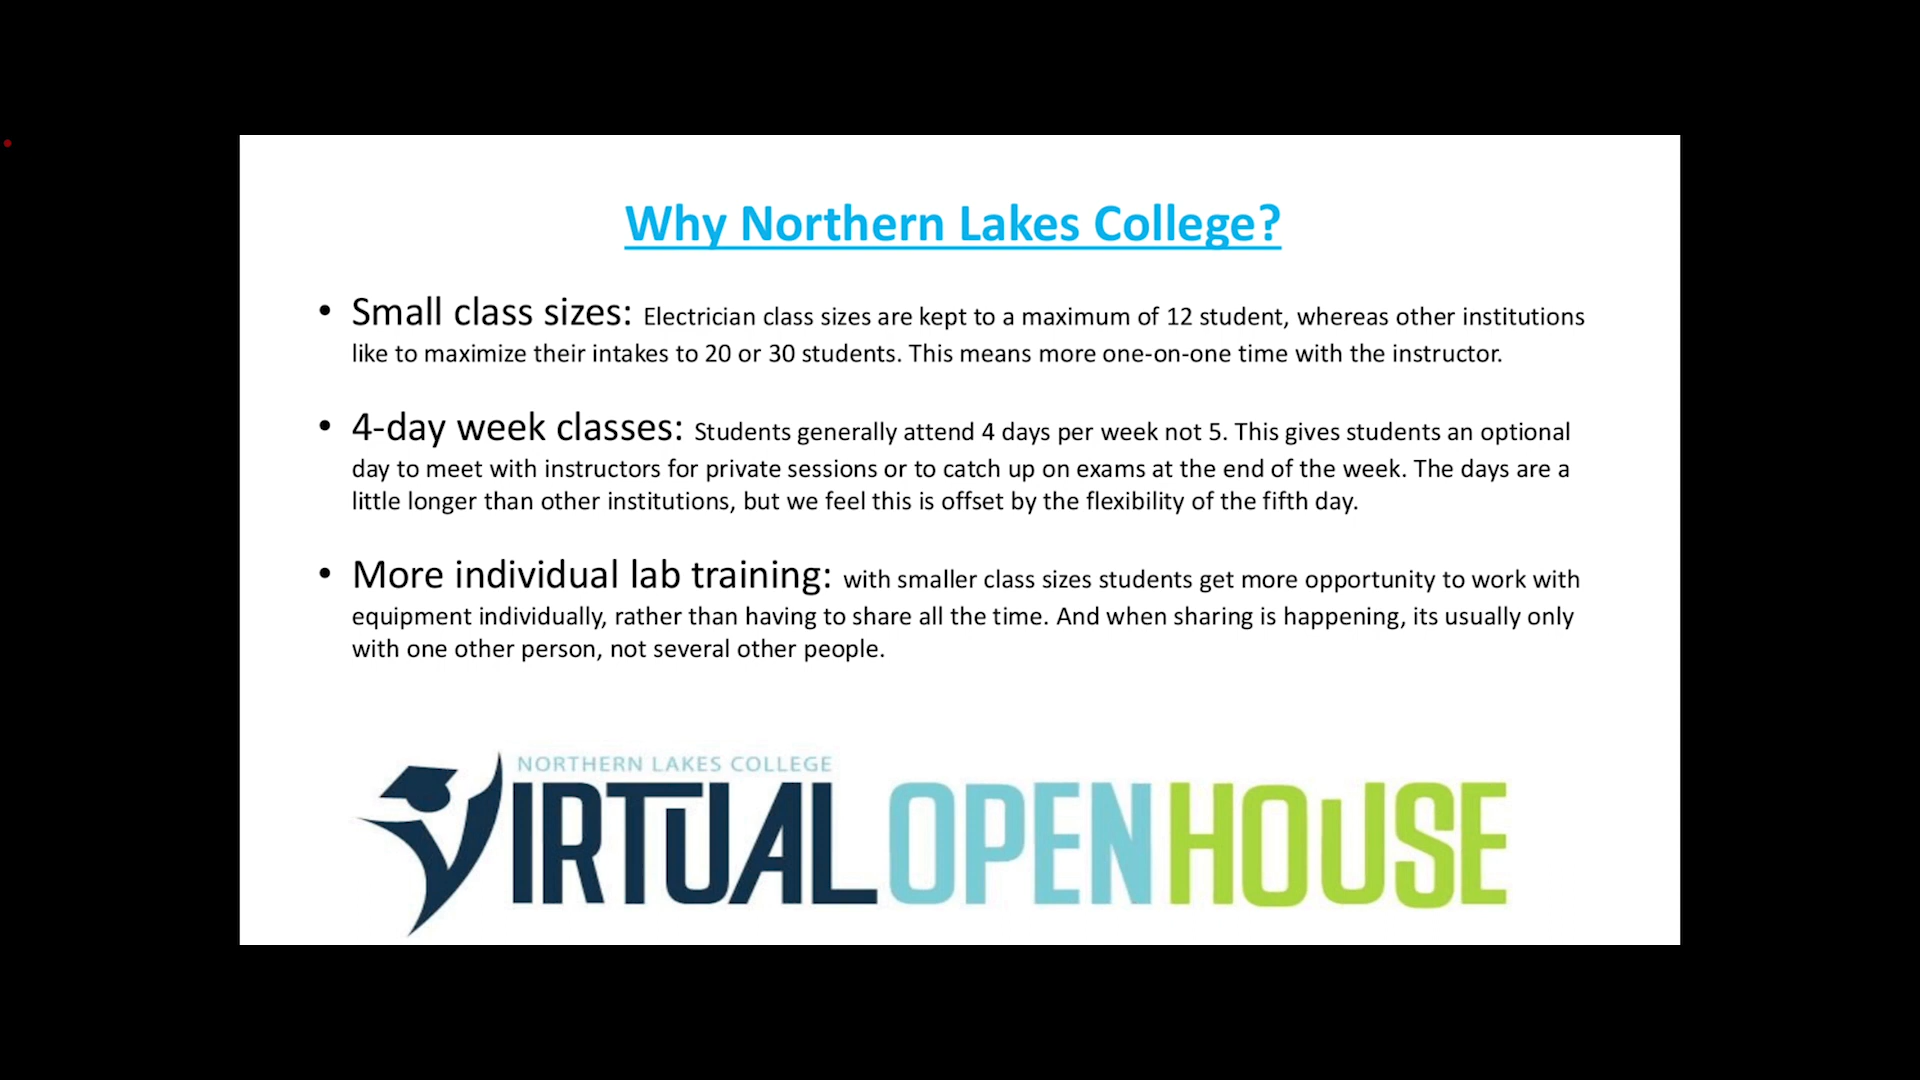 Why Northern Lakes College?
• Small class sizes: Electrician class sizes are kept to a maximum of 12 student, whereas other institutions
like to maximize their intakes to 20 or 30 students. This means more one-on-one time with the instructor.
• 4-day week classes: Students generally attend 4 days per week not 5. This gives students an optional
day to meet with instructors for private sessions or to catch up on exams at the end of the week. The days are a
little longer than other institutions, but we feel this is offset by the flexibility of the fifth day.
• More individual lab training: with smaller class sizes students get more opportunity to work with
equipment individually, rather than having to share all the time. And when sharing is happening, its usually only
with one other person, not several other people.
NORTHERN LAKES COLLEGE
VIRTUAL OPEN HOUSE